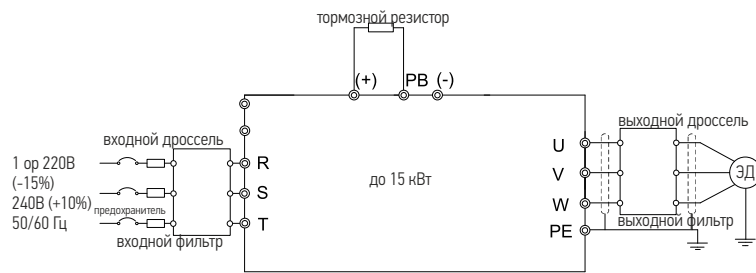 тормозной резистор
(+) PB (-)
входной дроссель
выходной дроссель
1 ор 220В
(-15%)
240В (+10%)
50/60 Гц
предохранитель
входной фильтр
R
S
T
до 15 кВт
U
V
W
PE
ЭД
выходной фильтр